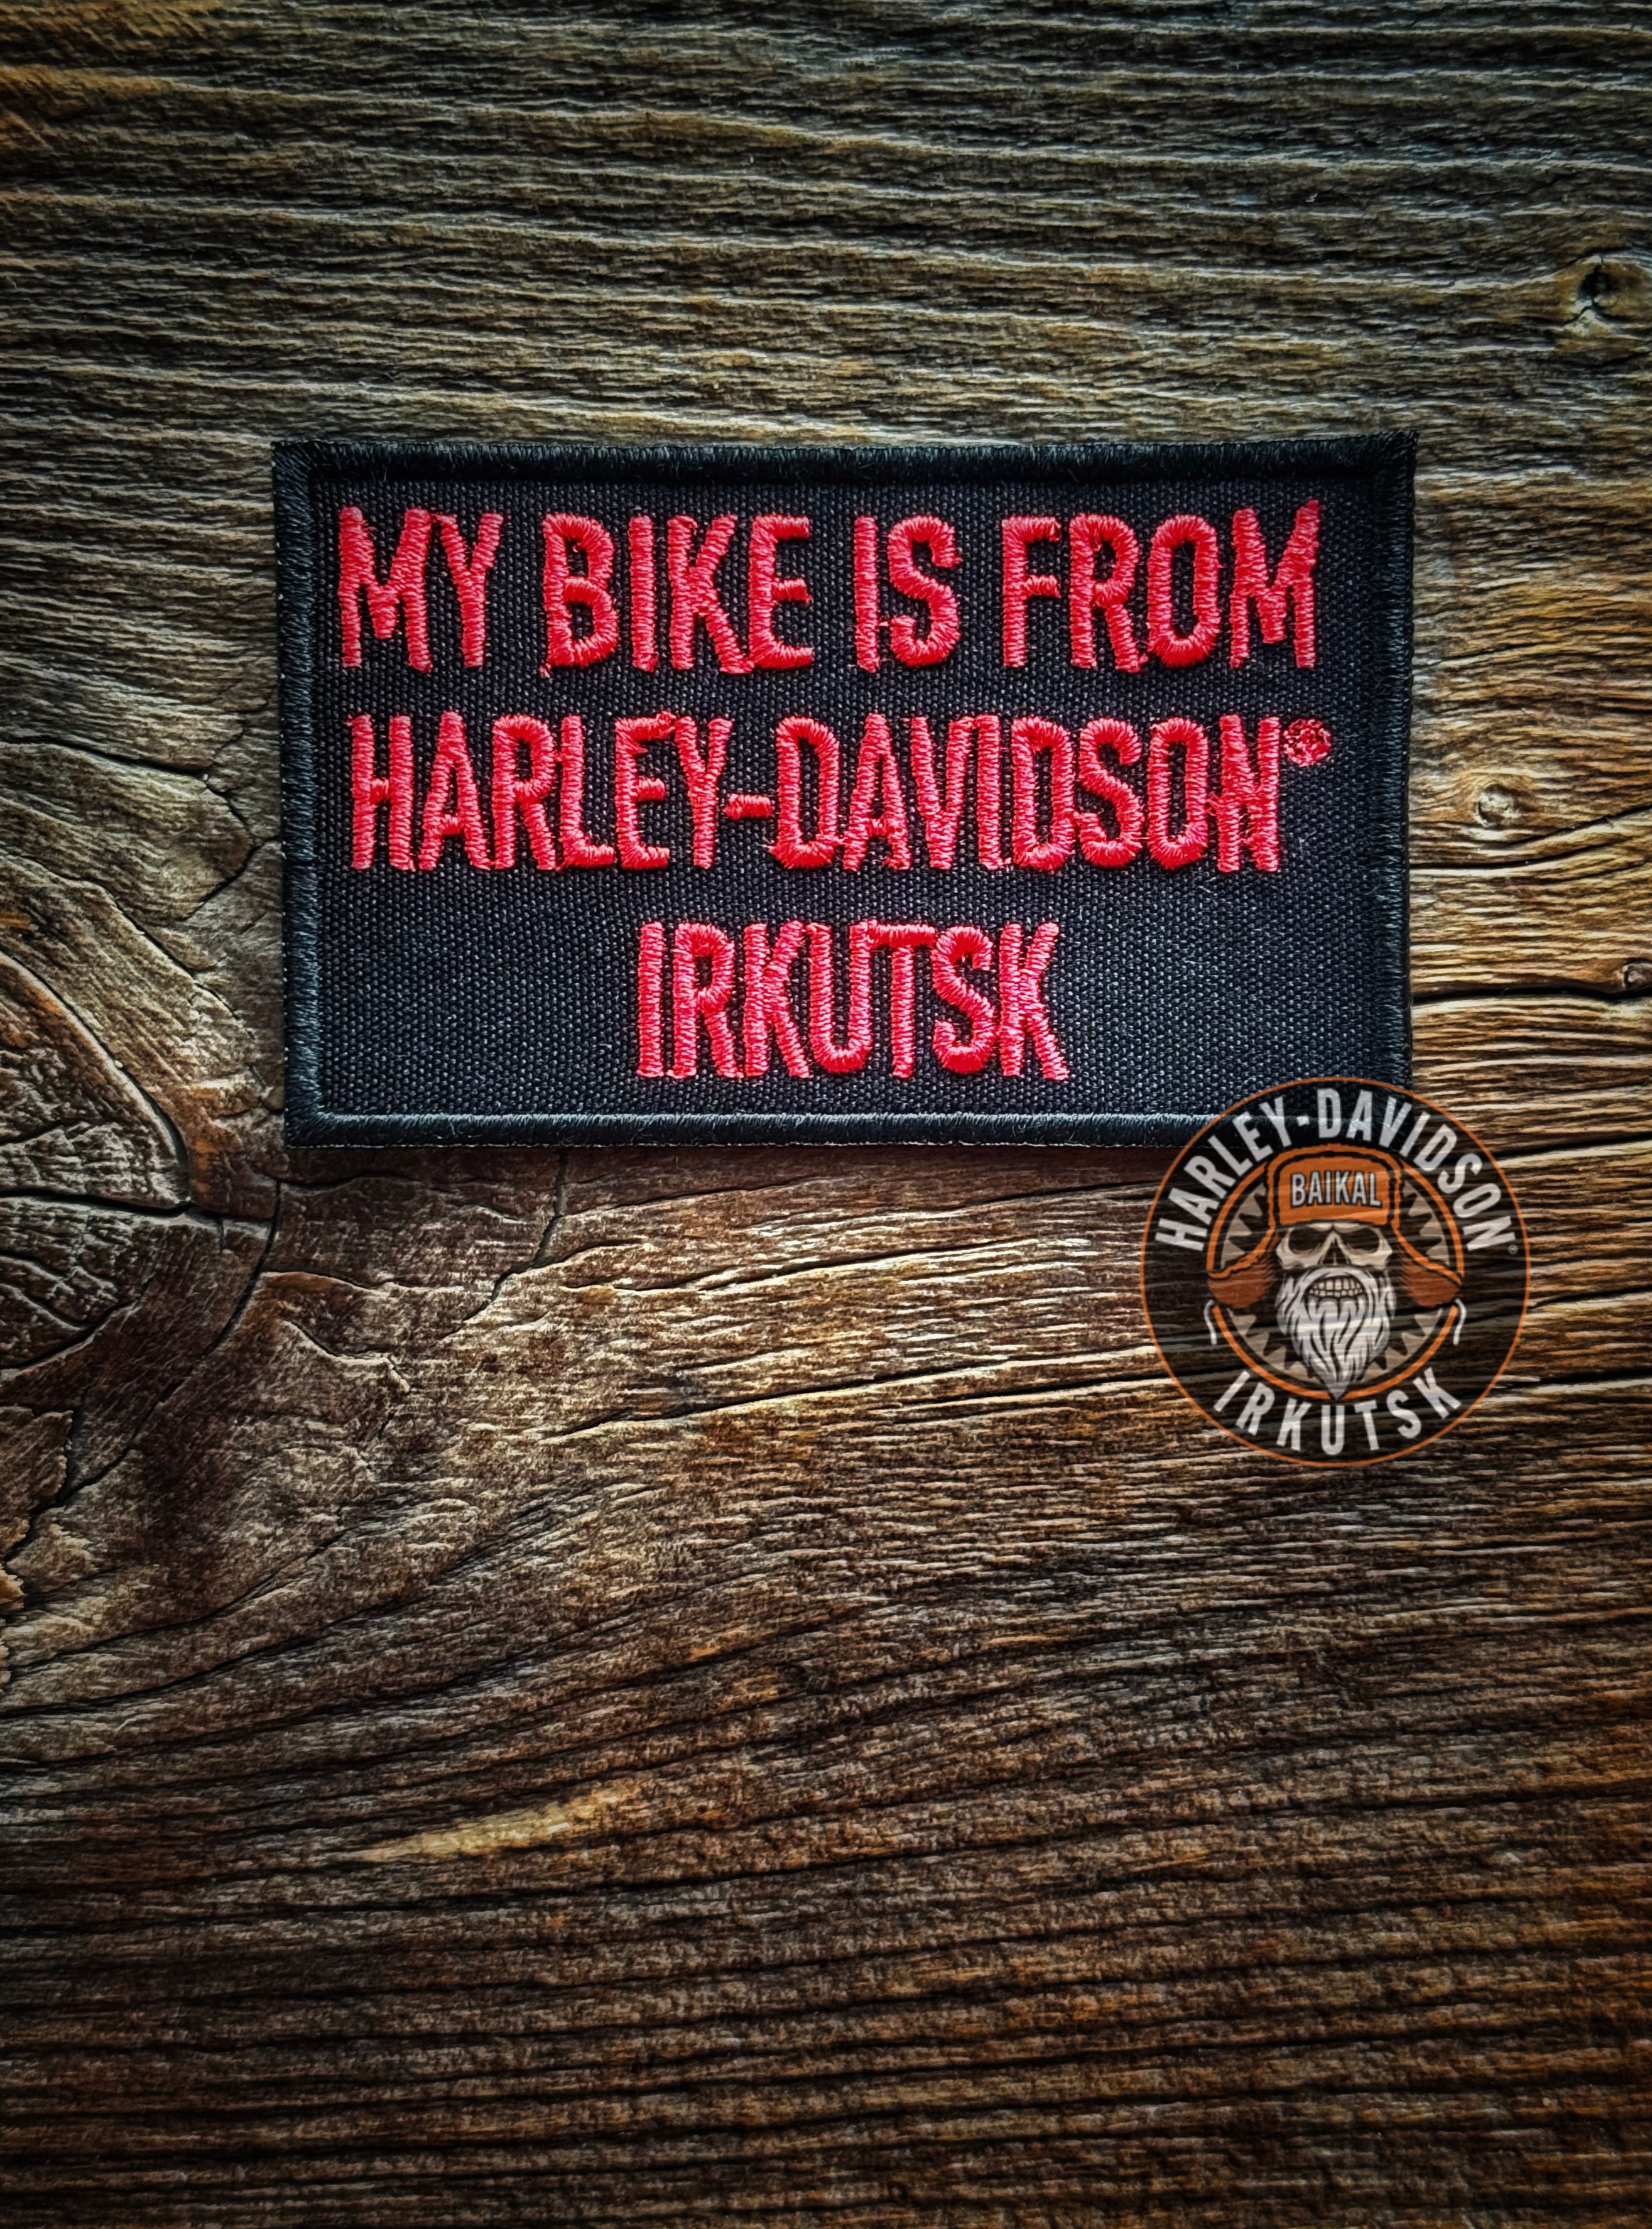 MY BIKE IS FROM
HARLEY-DAVIDSON®
IRKUTSK
HARLEY-DAVIDSON®
BAIKAL
IRKUTSK